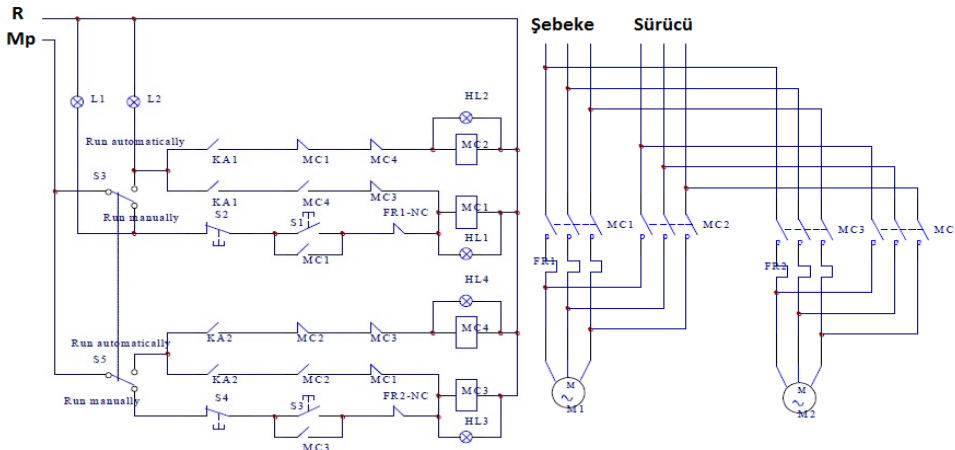 R
Mp
Şebeke
Sürücü
L1
L2
HL2
Run automatically
KA1
MC1
MC4
MC2
S3
KA1
MC4
MC3
MC1
Run manually
S2
S1
FR1-NC
MC1
HL1
HL4
KA2
MC2
MC3
MC4
Run automatically
S5
KA2
MC2
MC1
MC3
Run manually
S4
S3
FR2-NC
MC3
HL3
MC1
MC2
MC3
MC
FR1
FR2
M
M1
M
M2